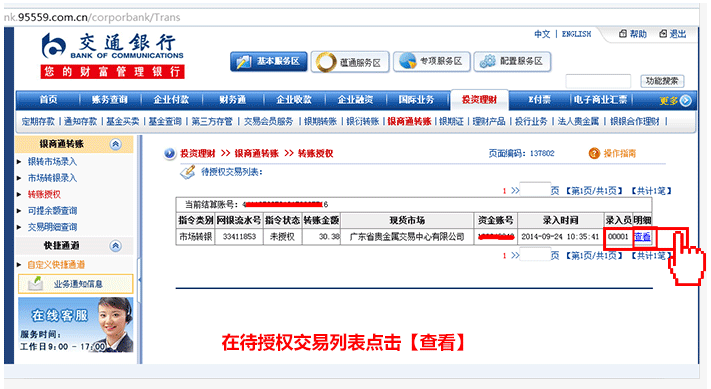 nk.95559.com.cn/corporbank/Trans
中文 | ENGLISH 帮助 退出
交通銀行
BANK OF COMMUNICATIONS
您的财富管理银行
基本服务区 蕴通服务区 专项服务区 配置服务区
功能搜索
首页 账务查询 企业付款 财务通 企业收款 企业融资 国际业务 投资理财 E付票 电子商业汇票 更多
定期存款 | 通知存款 | 基金买卖 | 基金查询 | 第三方存管 | 交易会员服务 | 银期转账 | 银衍转账 | 银商通转账 | 银期证 | 理财产品 | 投行业务 | 法人贵金属 | 银银合作理财 |
银商通转账
银转市场录入
市场转银录入
转账授权
可提余额查询
交易明细查询
快捷通道
自定义快捷通道
业务通知信息
在线客服
服务时间:
工作日9:00 - 17:00
投资理财 >> 银商通转账 >> 转账授权 页面编码: 137802 操作指南
待授权交易列表:
1 >> 页 【第1页/共1页】 【共计1笔】
当前结算账号: 4 6
指令类别 网银流水号 指令状态 转账金额 现货市场 资金账号 录入时间 录入员 明细
市场转银 33411853 未授权 30.38 广东省贵金属交易中心有限公司 2014-09-24 10:35:41 00001 查看
1 >> 页 【第1页/共1页】 【共计1笔】
在待授权交易列表点击【查看】